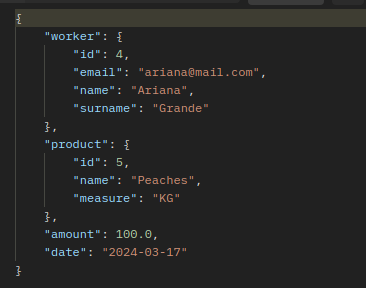 {
    "worker": {
        "id": 4,
        "email": "ariana@mail.com",
        "name": "Ariana",
        "surname": "Grande"
    },
    "product": {
        "id": 5,
        "name": "Peaches",
        "measure": "KG"
    },
    "amount": 100.0,
    "date": "2024-03-17"
}